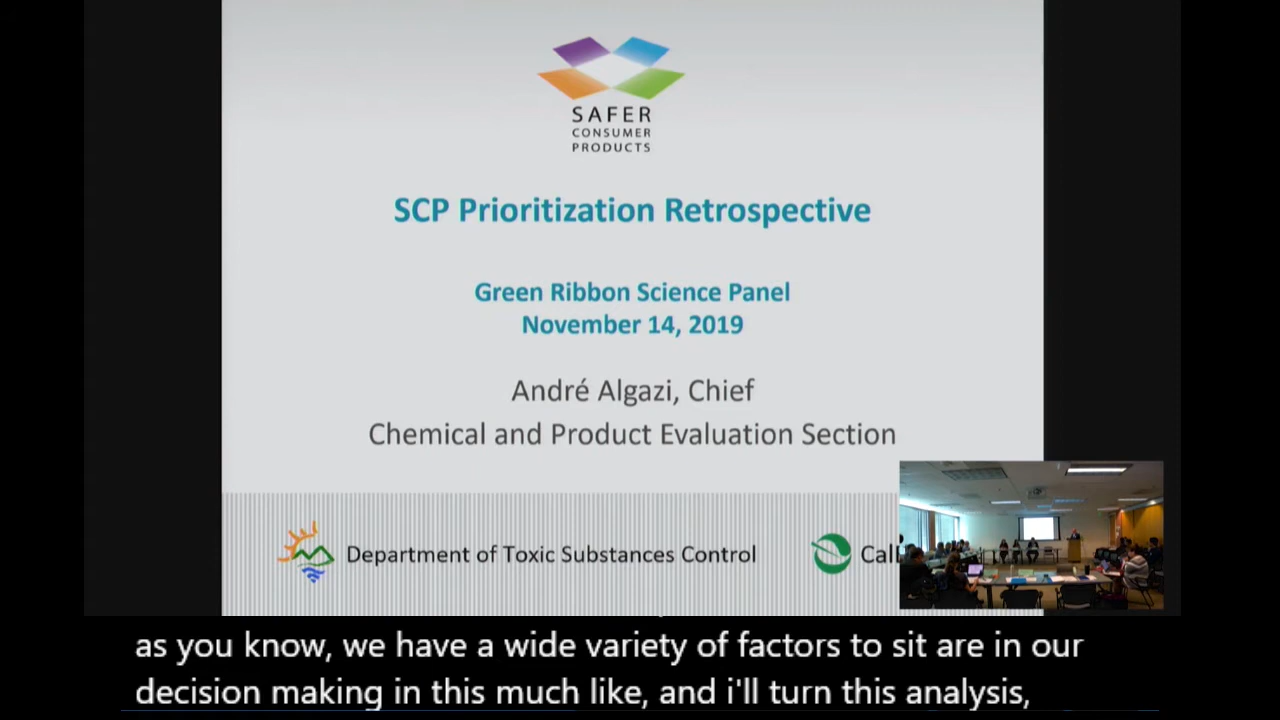 SAFER
CONSUMER
PRODUCTS
SCP Prioritization Retrospective
Green Ribbon Science Panel
November 14, 2019
André Algazi, Chief
Chemical and Product Evaluation Section
Department of Toxic Substances Control
Cal
as you know, we have a wide variety of factors to sit are in our
decision making in this much like, and i'll turn this analysis,